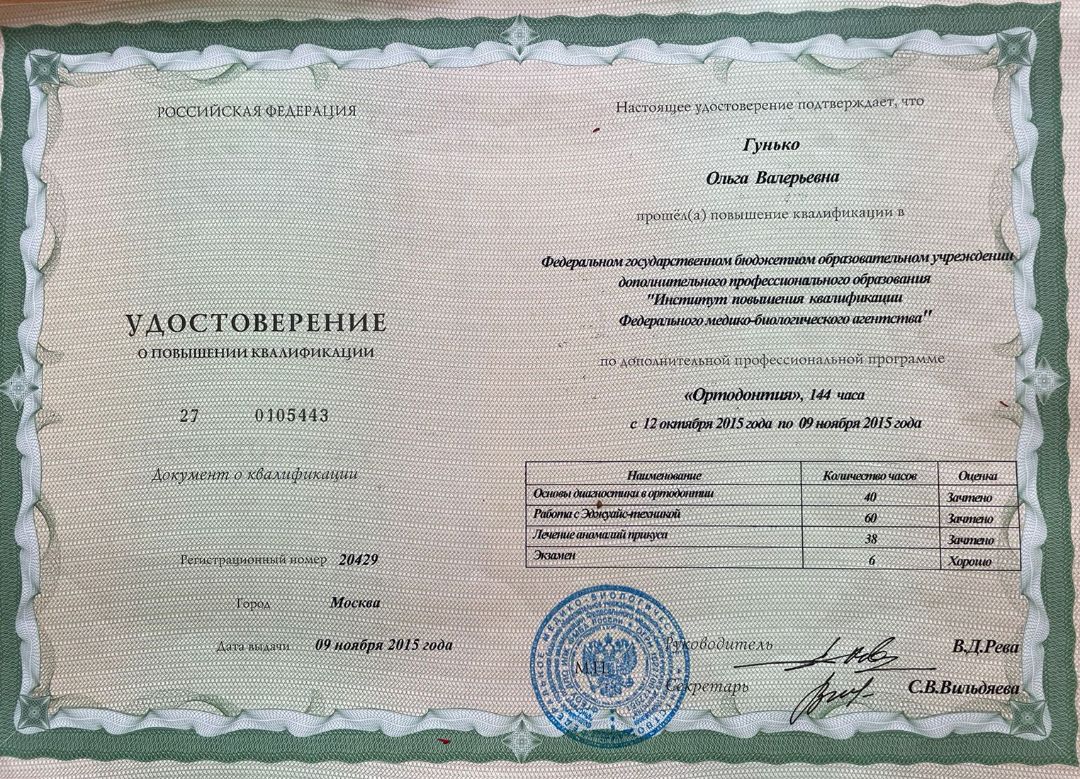 РОССИЙСКАЯ ФЕДЕРАЦИЯ
УДОСТОВЕРЕНИЕ
О ПОВЫШЕНИИ КВАЛИФИКАЦИИ
27 0105443
Документ о квалификации
Регистрационный номер 20429
Город Москва
Дата выдачи 09 ноября 2015 года
Настоящее удостоверение подтверждает, что
Гунько
Ольга Валерьевна
прошёл(а) повышение квалификации в
Федеральном государственном бюджетном образовательном учреждении
дополнительного профессионального образования
"Институт повышения квалификации
Федерального медико-биологического агентства"
по дополнительной профессиональной программе
«Ортодонтия», 144 часа
с 12 октября 2015 года по 09 ноября 2015 года
Наименование Количество часов Оценка
Основы диагностики в ортодонтии 40 Зачтено
Работа с Эджуайс-техникой 60 Зачтено
Лечение аномалий прикуса 38 Зачтено
Экзамен 6 Хорошо
Руководитель В.Д.Рева
М.П.
Секретарь С.В.Вильдяева